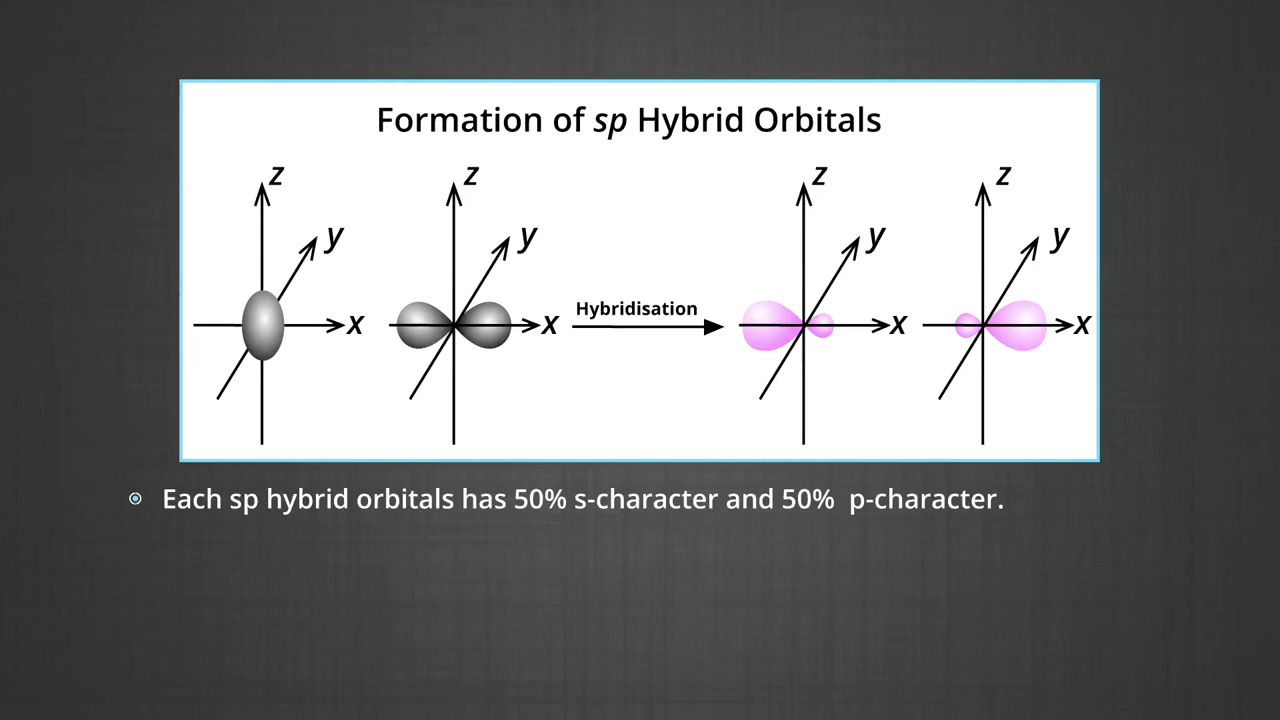 Formation of sp Hybrid Orbitals
z z z z
y y y y
Hybridisation
x x x x
Each sp hybrid orbitals has 50% s-character and 50% p-character.